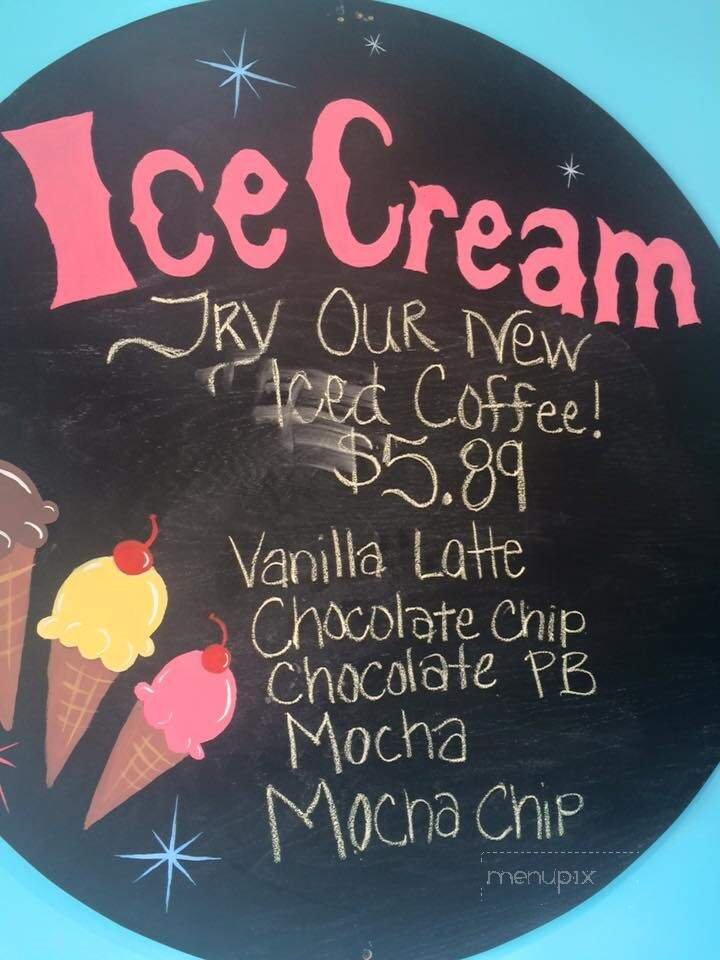 Ice Cream
Try Our New
Iced Coffee!
$5.89
Vanilla Latte
Chocolate Chip
Chocolate PB
Mocha
Mocha Chip
menupix